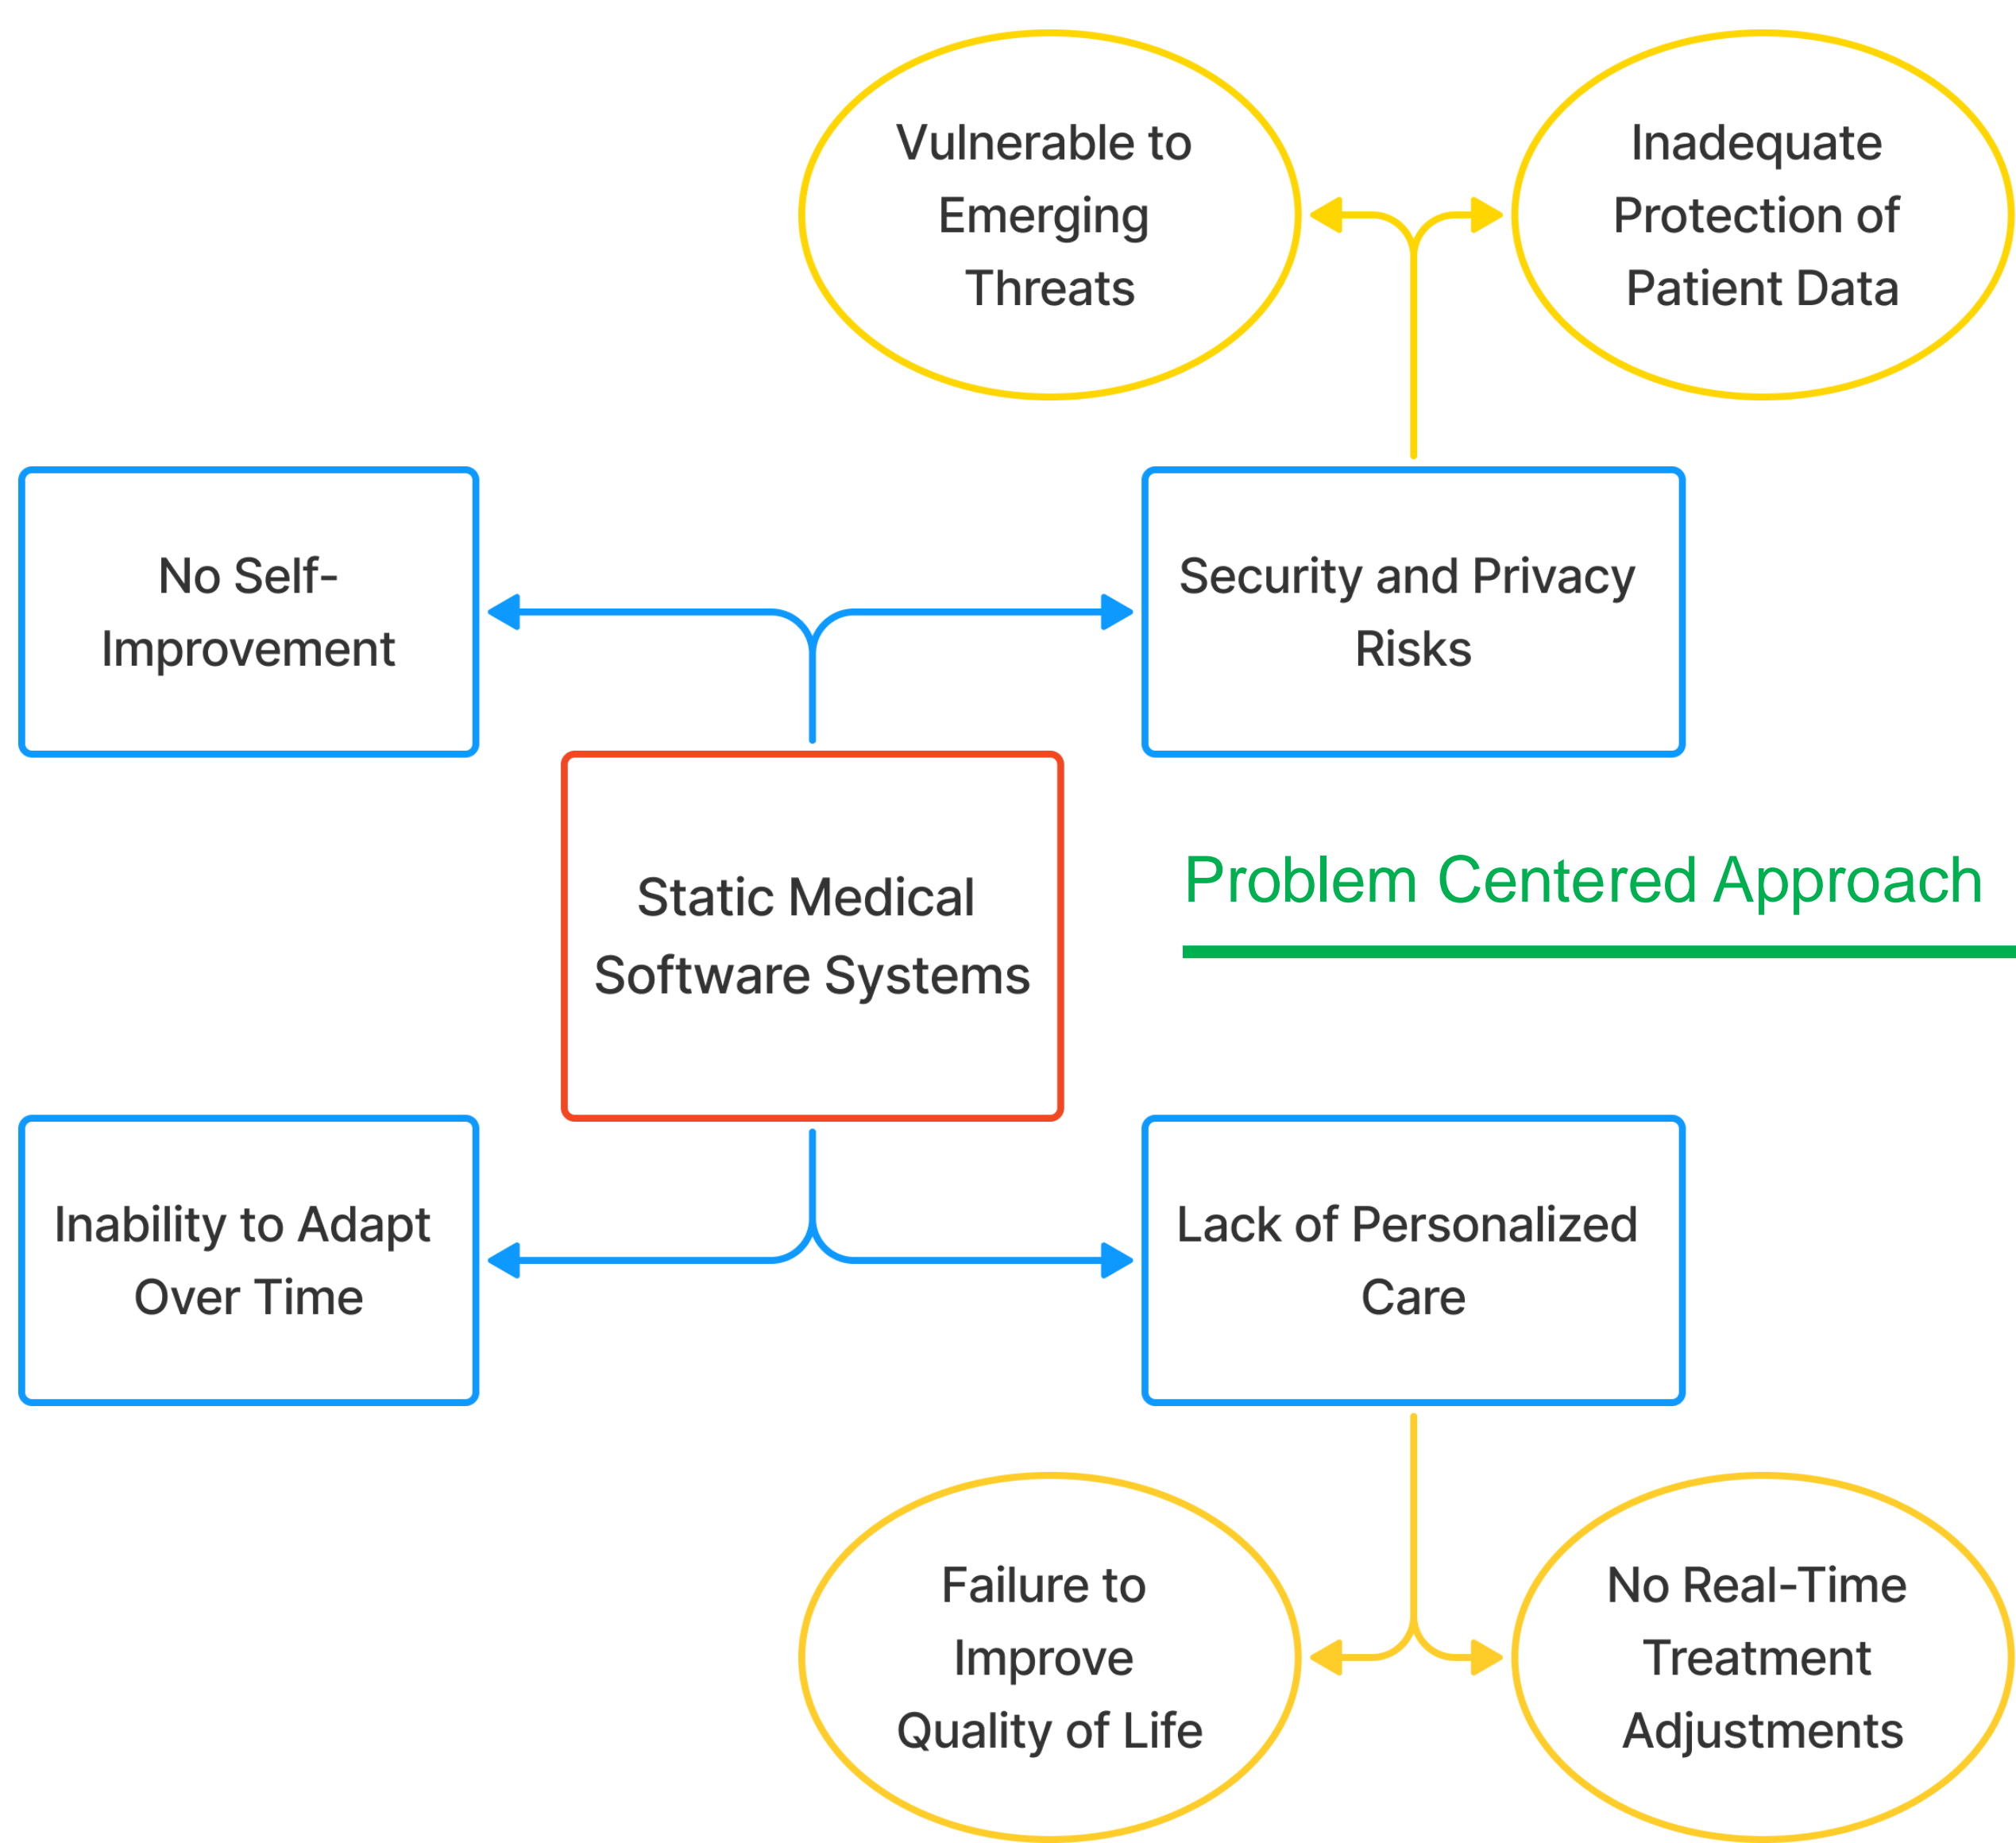 Vulnerable to
Emerging
Threats
Inadequate
Protection of
Patient Data
No Self-
Improvement
Security and Privacy
Risks
Static Medical
Software Systems
Problem Centered Approach
Inability to Adapt
Over Time
Lack of Personalized
Care
Failure to
Improve
Quality of Life
No Real-Time
Treatment
Adjustments